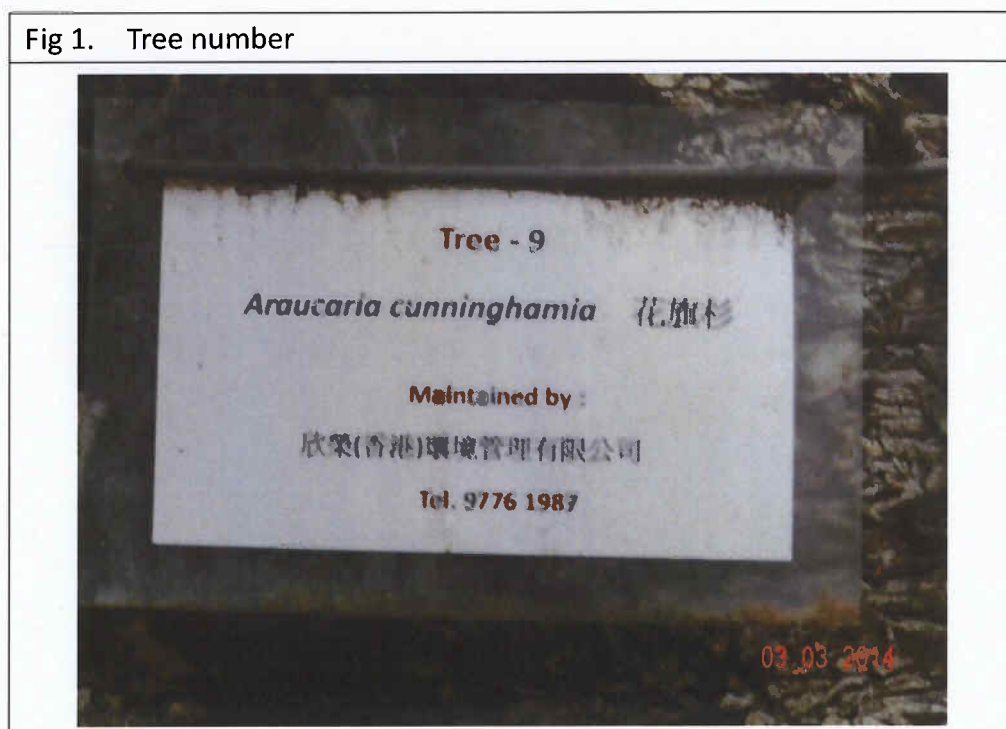 Fig 1. Tree number
Tree - 9
Araucaria cunninghamia 花旗杉
Maintained by :
欣榮(香港)環境管理有限公司
Tel. 9776 1987
03 03 2014